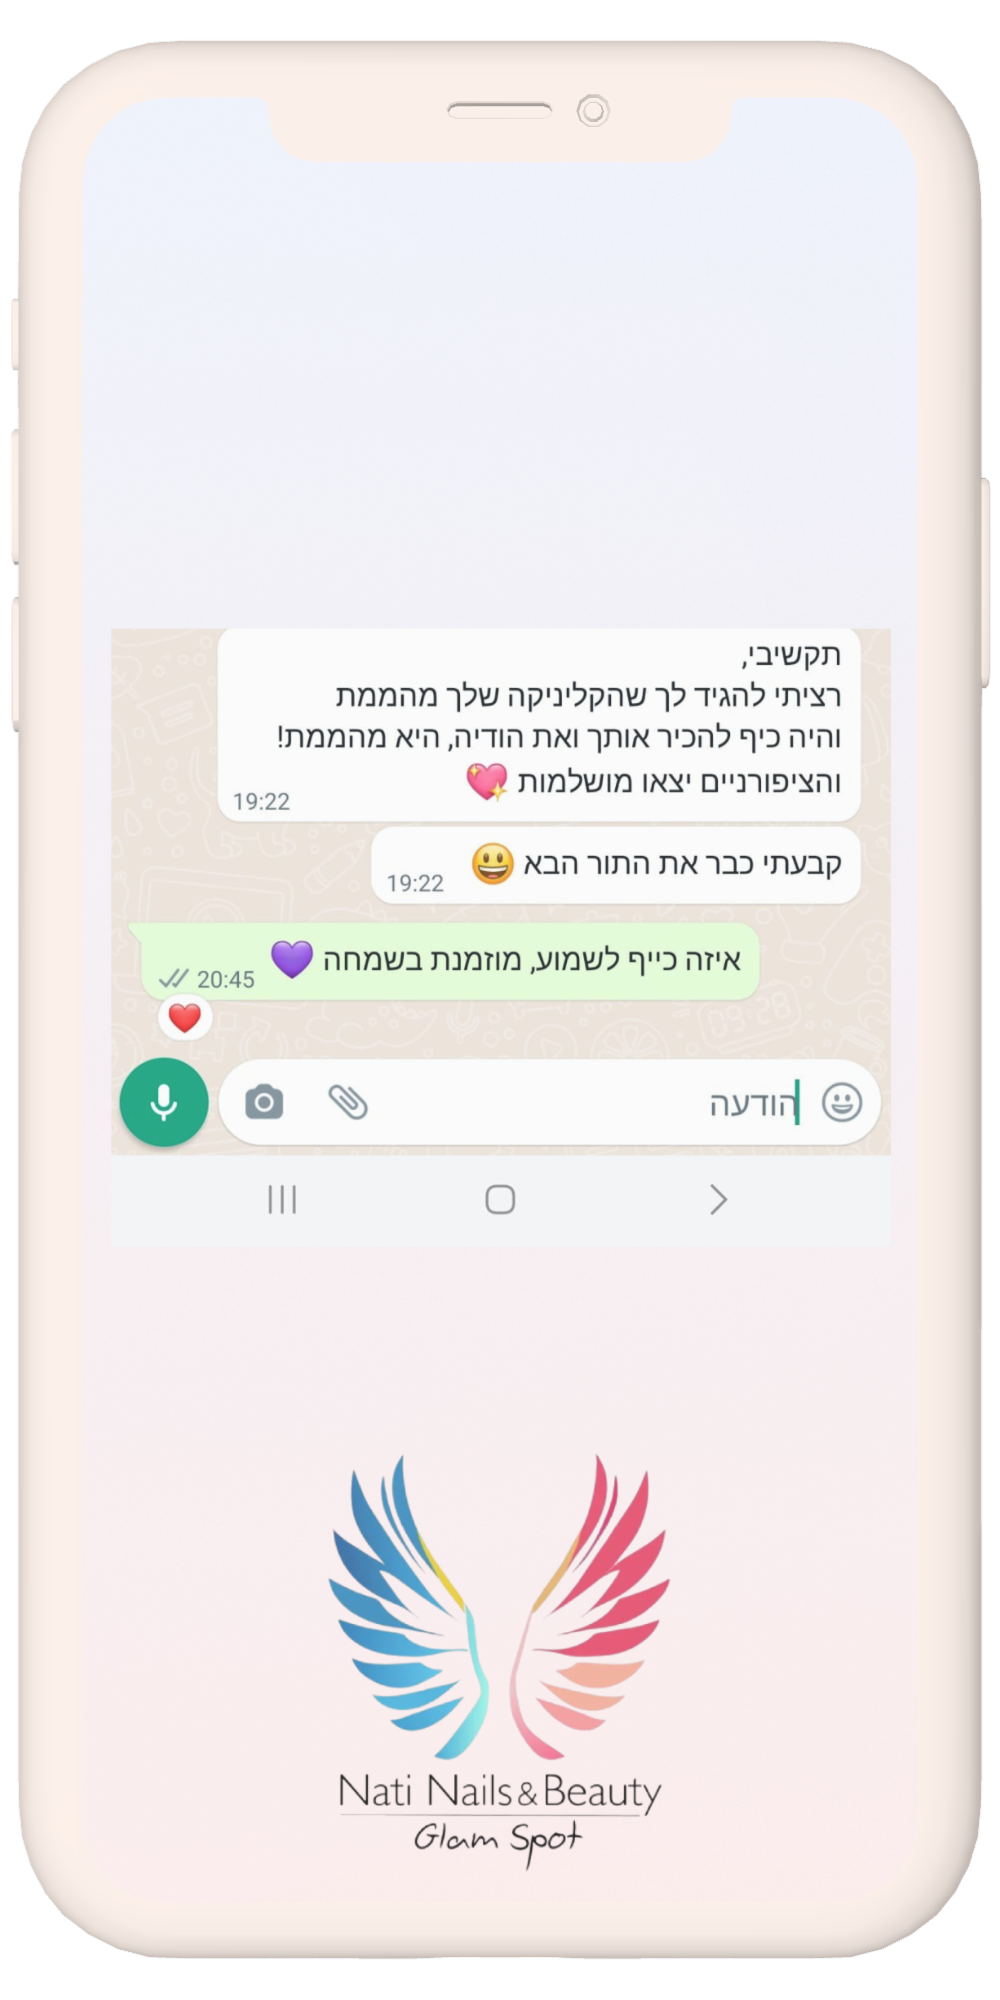 תקשיבי,
רציתי להגיד לך שהקליניקה שלך מהממת
והיה כיף להכיר אותך ואת הודיה, היא מהממת!
והציפורניים יצאו מושלמות 💖
19:22
קבעתי כבר את התור הבא 😃
19:22
איזה כייף לשמוע, מוזמנת בשמחה 💜
20:45
הודעה
Nati Nails & Beauty
Glam Spot